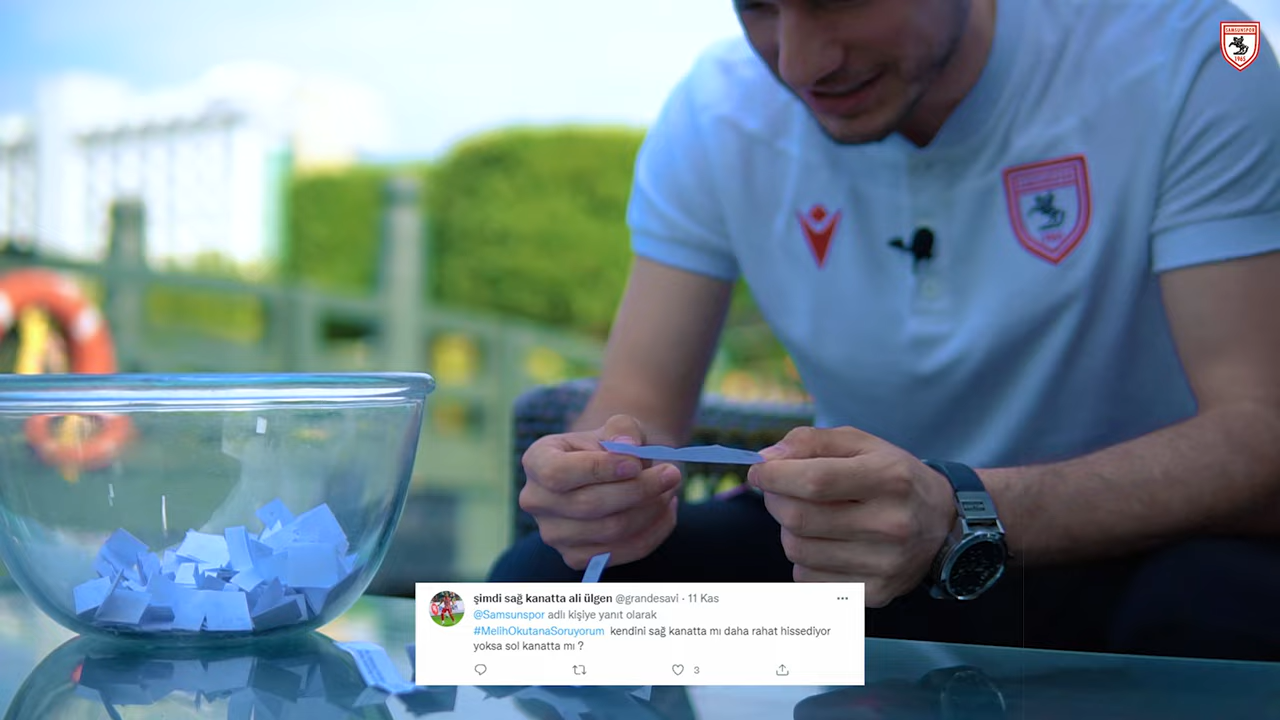 SAMSUNSPOR
1965
şimdi sağ kanatta ali ülgen @grandesavi · 11 Kas
@Samsunspor adlı kişiye yanıt olarak
#MelihOkutanaSoruyorum kendini sağ kanatta mı daha rahat hissediyor
yoksa sol kanatta mı ?
3